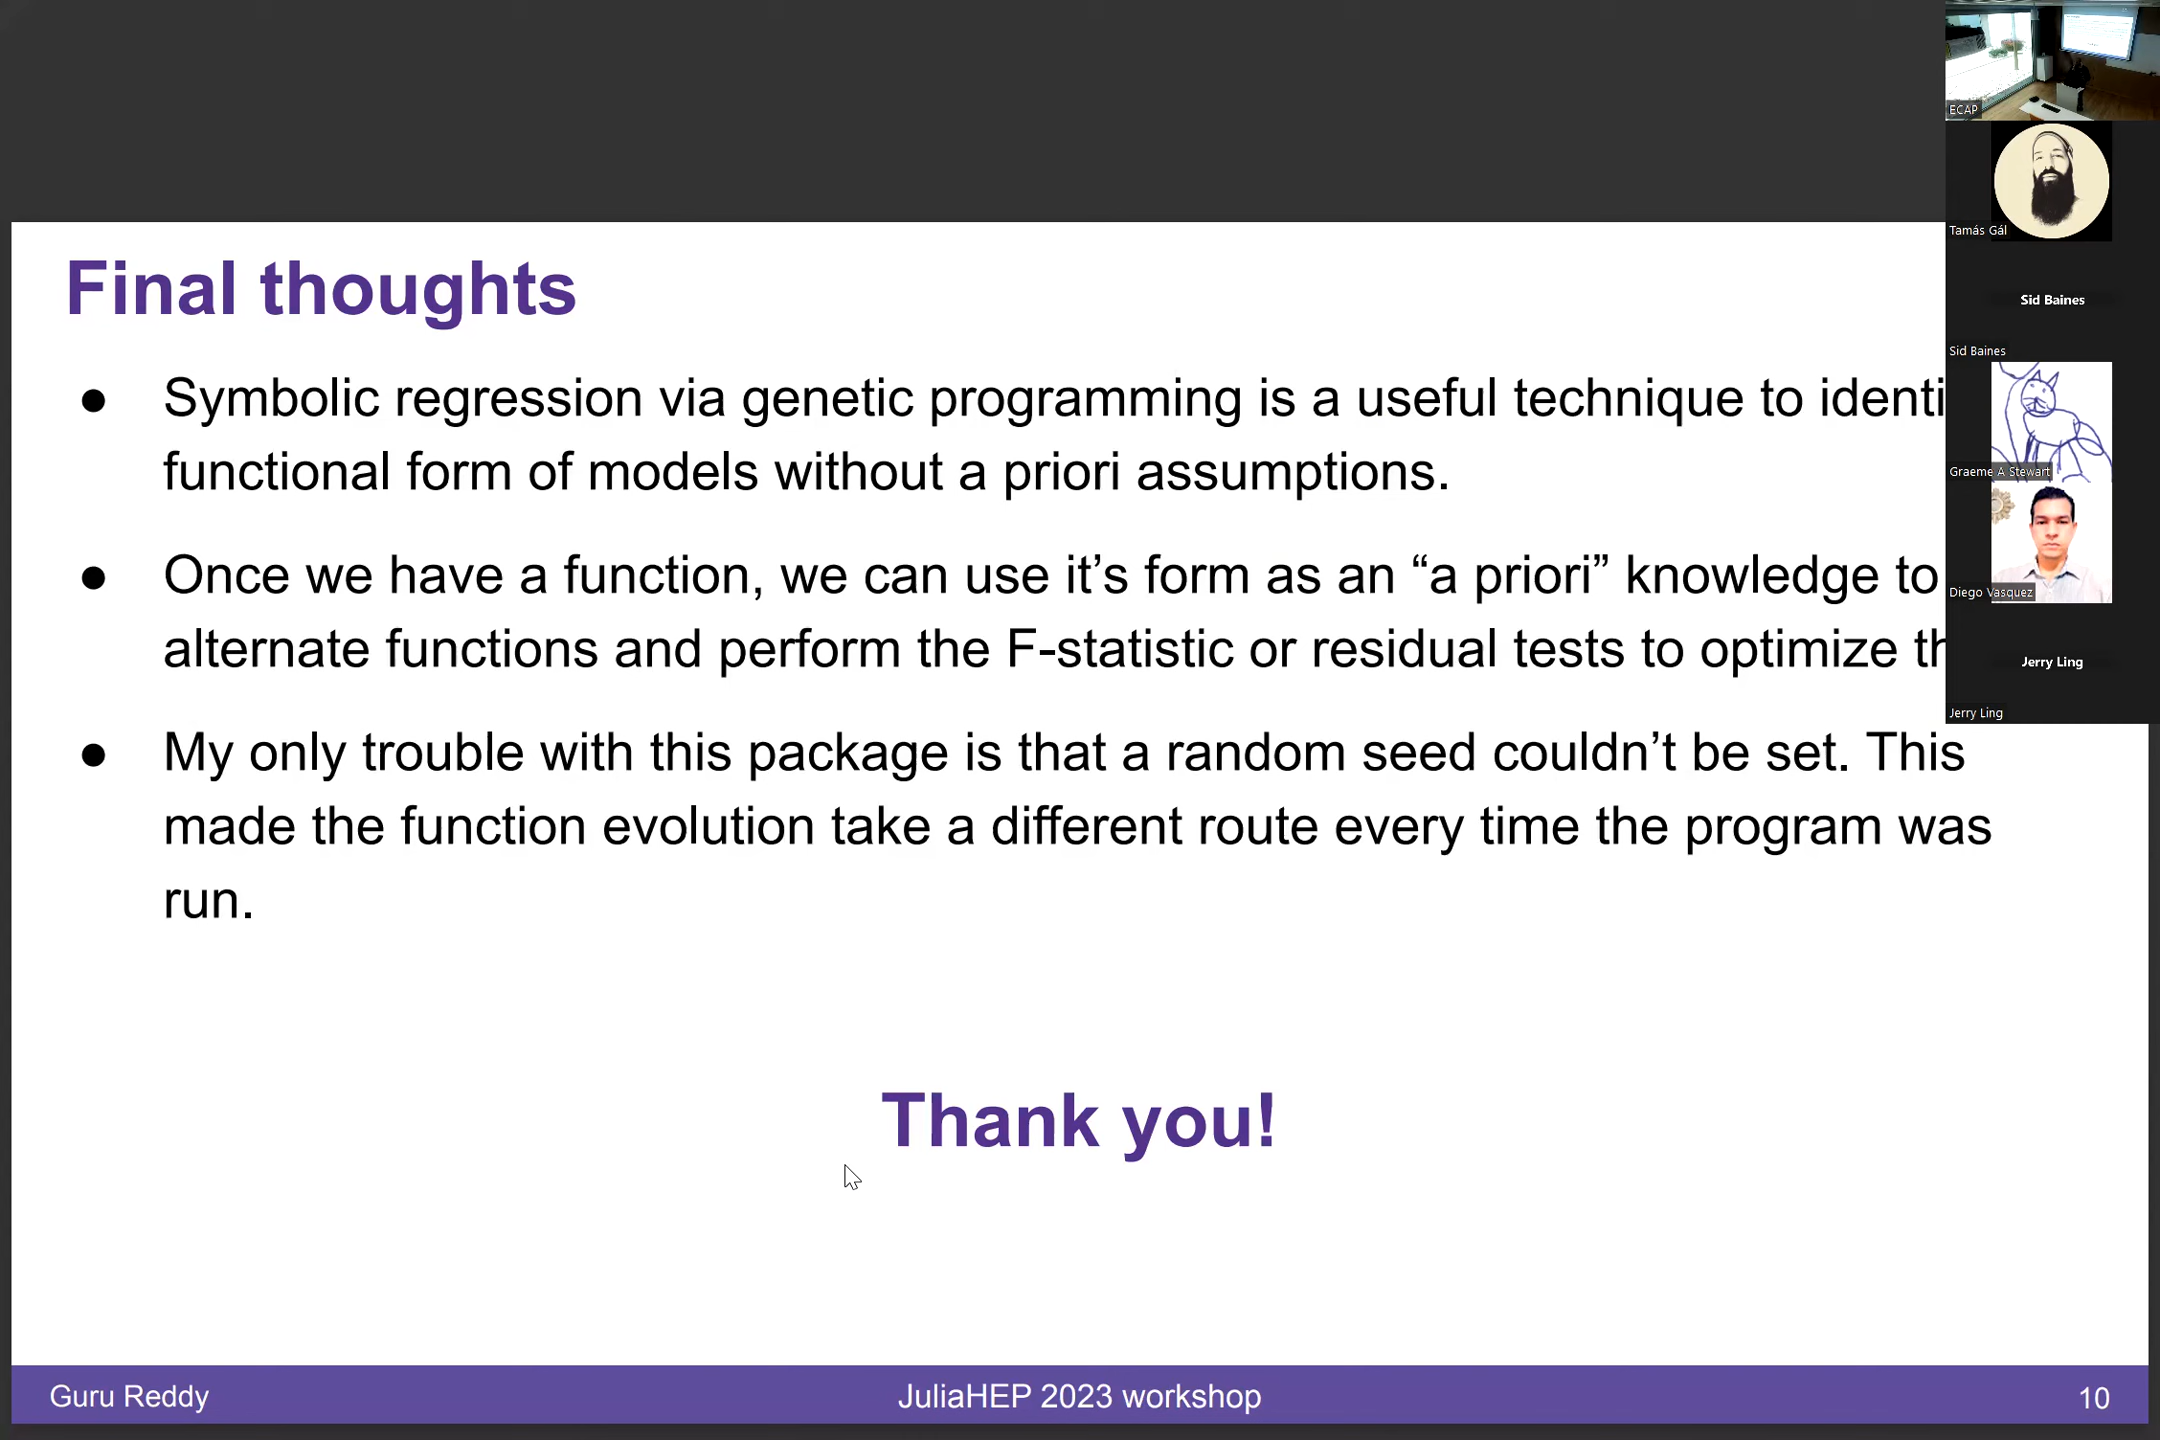 Final thoughts
● Symbolic regression via genetic programming is a useful technique to identi
functional form of models without a priori assumptions.
● Once we have a function, we can use it’s form as an “a priori” knowledge to
alternate functions and perform the F-statistic or residual tests to optimize th
● My only trouble with this package is that a random seed couldn’t be set. This
made the function evolution take a different route every time the program was
run.
Thank you!
Guru Reddy
JuliaHEP 2023 workshop
10
ECAP
Tamás Gál
Sid Baines
Sid Baines
Graeme A Stewart
Diego Vasquez
Jerry Ling
Jerry Ling